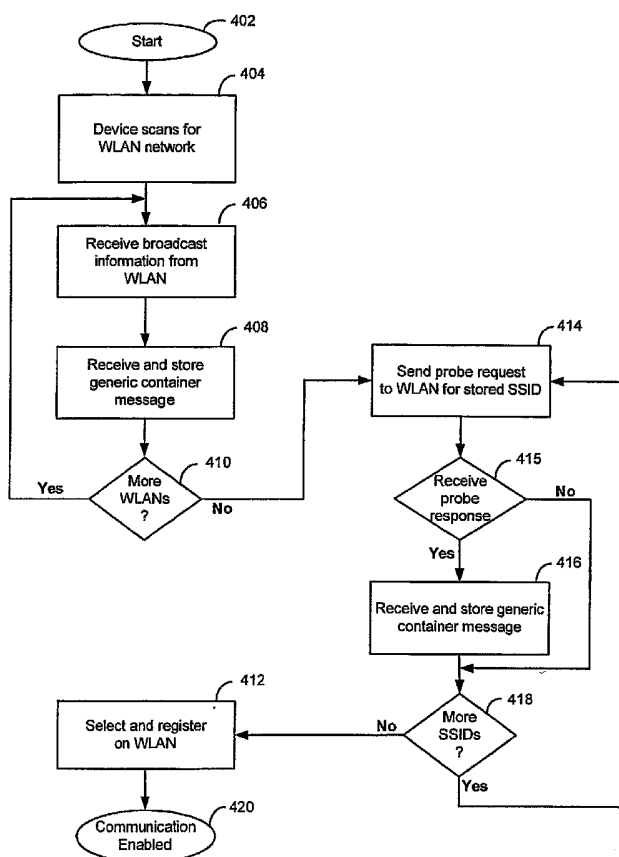 402
Start
404
Device scans for
WLAN network
406
Receive broadcast
information from
WLAN
408
Receive and store
generic container
message
410
More
WLANs
?
Yes
No
414
Send probe request
to WLAN for stored SSID
415
Receive
probe
response
No
Yes
416
Receive and store generic
container message
418
More
SSIDs
?
No
Yes
412
Select and register
on WLAN
420
Communication
Enabled